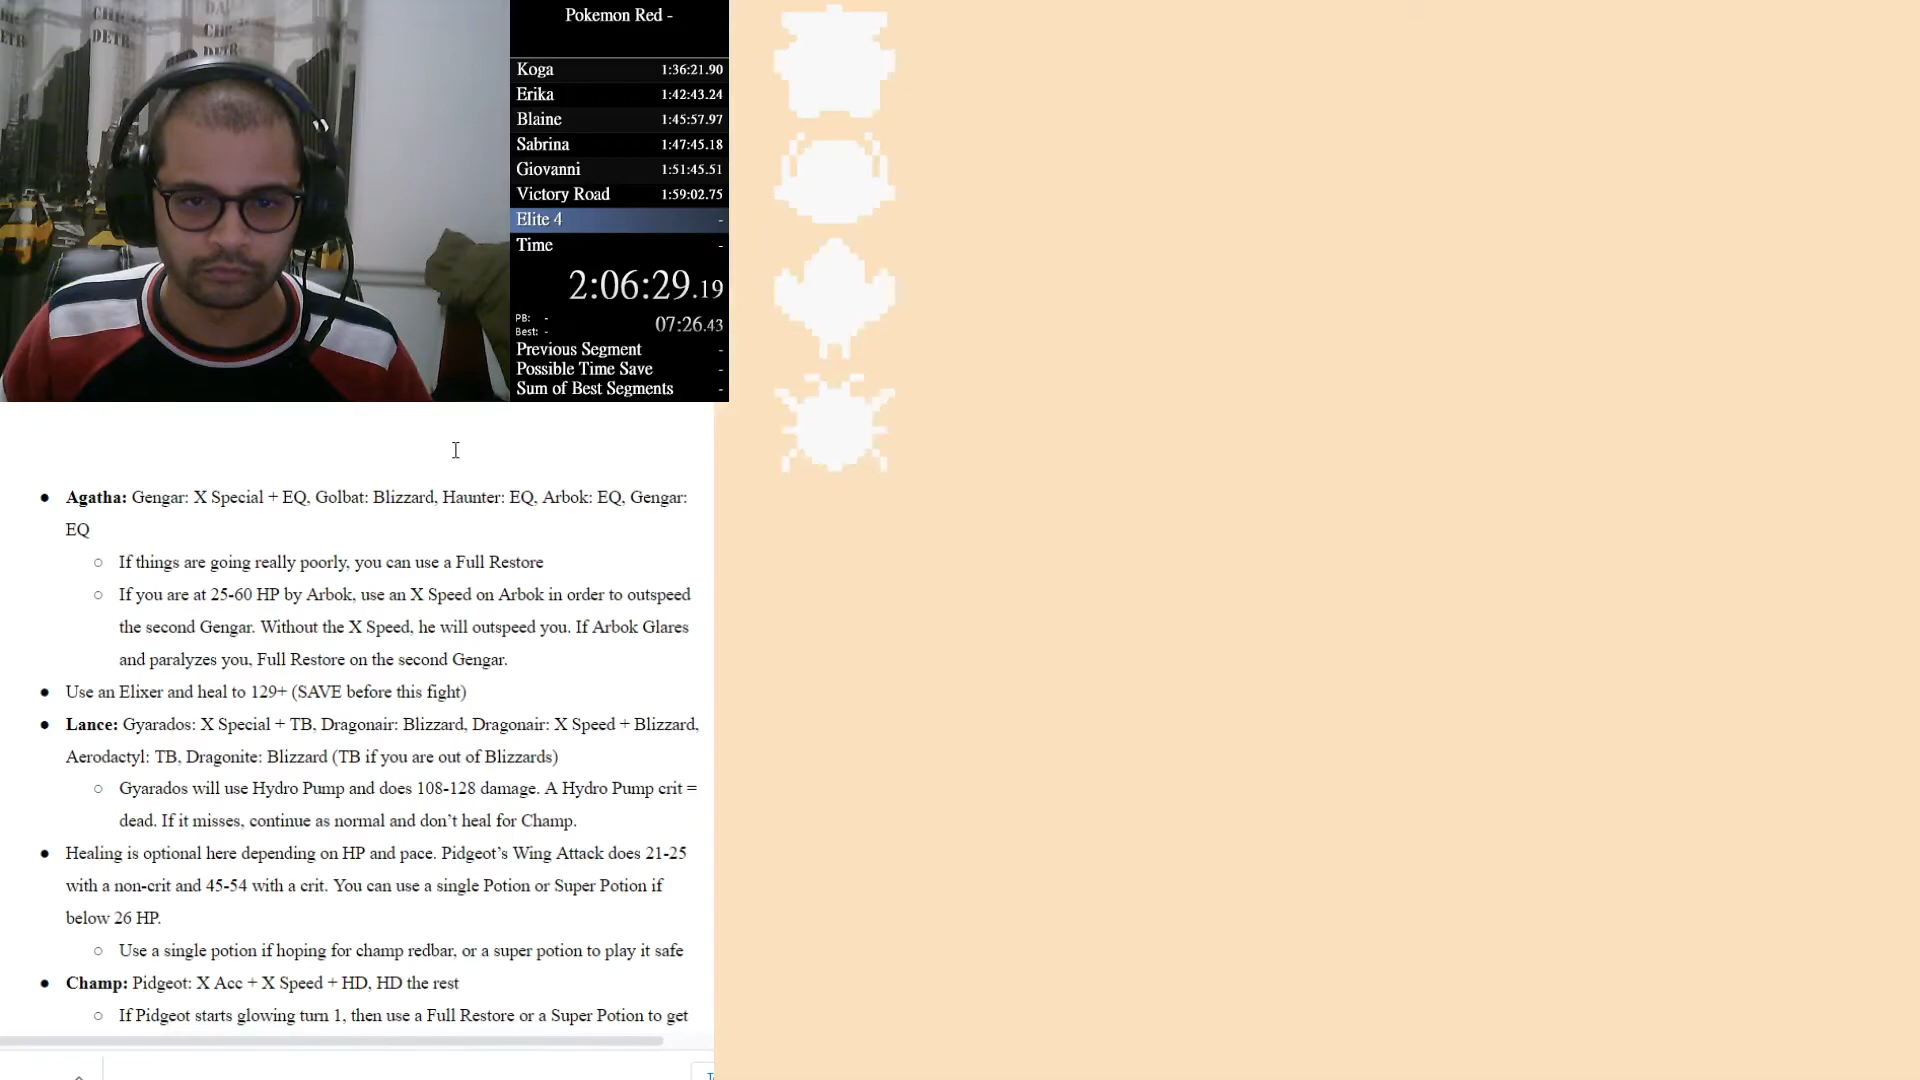 Pokemon Red -
Koga 1:36:21.90
Erika 1:42:43.24
Blaine 1:45:57.97
Sabrina 1:47:45.18
Giovanni 1:51:45.51
Victory Road 1:59:02.75
Elite 4 -
Time -
2:06:29.19
PB: -
Best: -
07:26.43
Previous Segment -
Possible Time Save -
Sum of Best Segments -
● Agatha: Gengar: X Special + EQ, Golbat: Blizzard, Haunter: EQ, Arbok: EQ, Gengar:
EQ
○ If things are going really poorly, you can use a Full Restore
○ If you are at 25-60 HP by Arbok, use an X Speed on Arbok in order to outspeed
the second Gengar. Without the X Speed, he will outspeed you. If Arbok Glares
and paralyzes you, Full Restore on the second Gengar.
● Use an Elixer and heal to 129+ (SAVE before this fight)
● Lance: Gyarados: X Special + TB, Dragonair: Blizzard, Dragonair: X Speed + Blizzard,
Aerodactyl: TB, Dragonite: Blizzard (TB if you are out of Blizzards)
○ Gyarados will use Hydro Pump and does 108-128 damage. A Hydro Pump crit =
dead. If it misses, continue as normal and don’t heal for Champ.
● Healing is optional here depending on HP and pace. Pidgeot’s Wing Attack does 21-25
with a non-crit and 45-54 with a crit. You can use a single Potion or Super Potion if
below 26 HP.
○ Use a single potion if hoping for champ redbar, or a super potion to play it safe
● Champ: Pidgeot: X Acc + X Speed + HD, HD the rest
○ If Pidgeot starts glowing turn 1, then use a Full Restore or a Super Potion to get